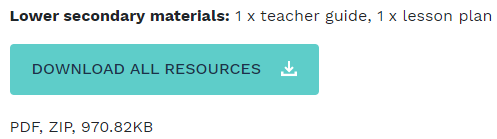 Lower secondary materials: 1 x teacher guide, 1 x lesson plan
DOWNLOAD ALL RESOURCES
PDF, ZIP, 970.82KB